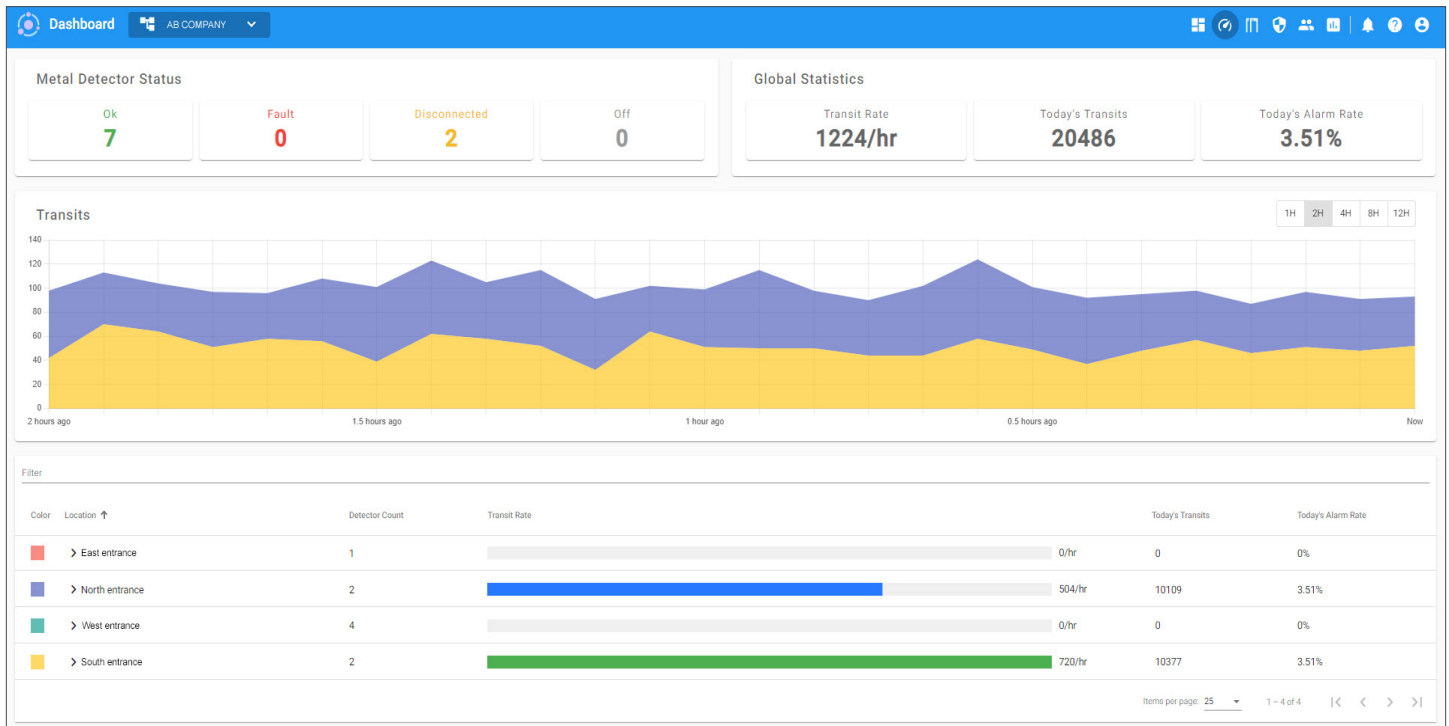 Dashboard AB COMPANY
Metal Detector Status
Ok Fault Disconnected Off
7 0 2 0
Global Statistics
Transit Rate Today's Transits Today's Alarm Rate
1224/hr 20486 3.51%
Transits
1H 2H 4H 8H 12H
140
120
100
80
60
40
20
0
2 hours ago 1.5 hours ago 1 hour ago 0.5 hours ago Now
Filter
Color Location Detector Count Transit Rate Today's Transits Today's Alarm Rate
East entrance 1 0/hr 0 0%
North entrance 2 504/hr 10109 3.51%
West entrance 4 0/hr 0 0%
South entrance 2 720/hr 10377 3.51%
Items per page: 25 1 – 4 of 4